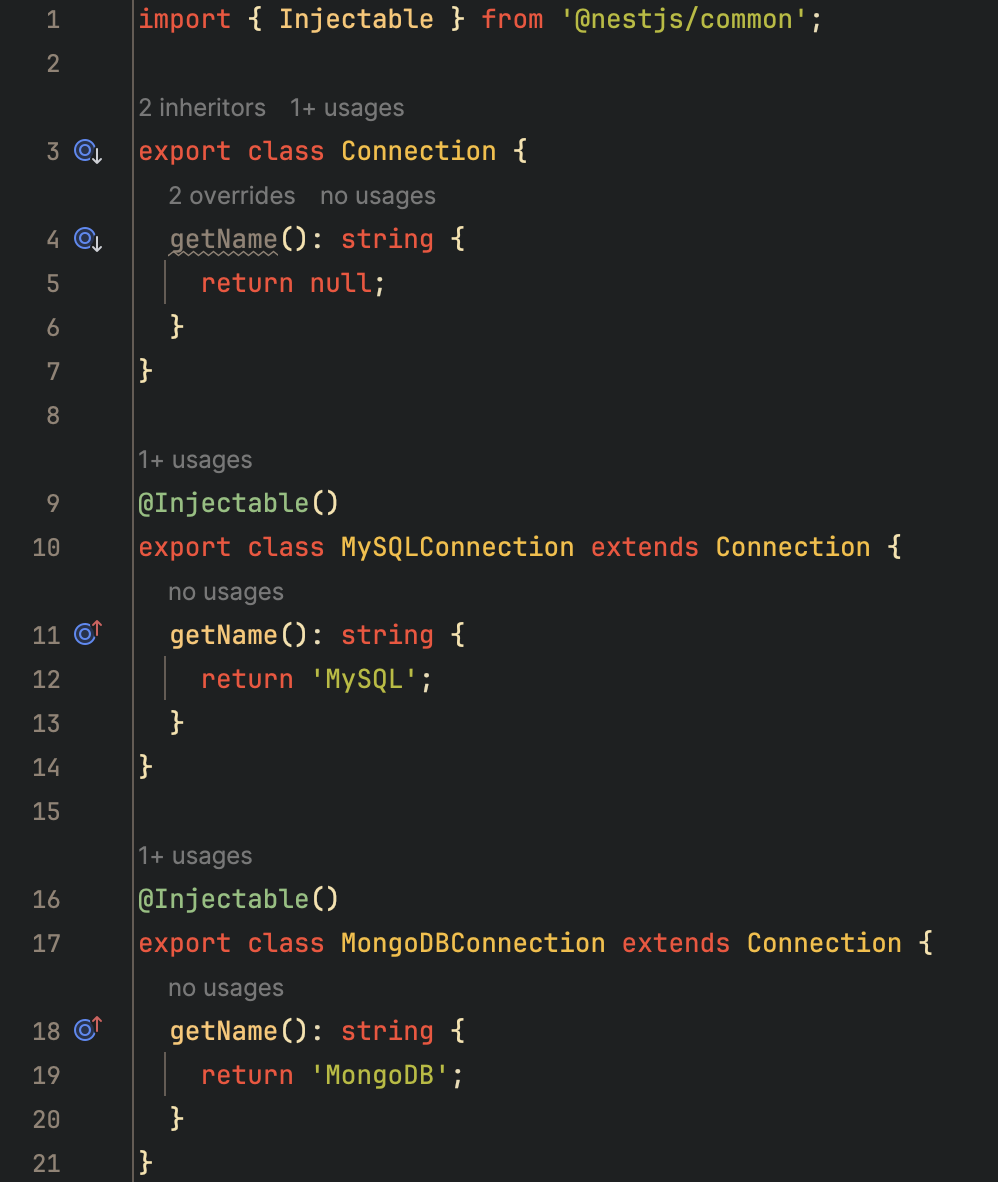 1 import { Injectable } from '@nestjs/common';
2
2 inheritors 1+ usages
3 export class Connection {
2 overrides no usages
4 getName(): string {
5 return null;
6 }
7 }
8
1+ usages
9 @Injectable()
10 export class MySQLConnection extends Connection {
no usages
11 getName(): string {
12 return 'MySQL';
13 }
14 }
15
1+ usages
16 @Injectable()
17 export class MongoDBConnection extends Connection {
no usages
18 getName(): string {
19 return 'MongoDB';
20 }
21 }